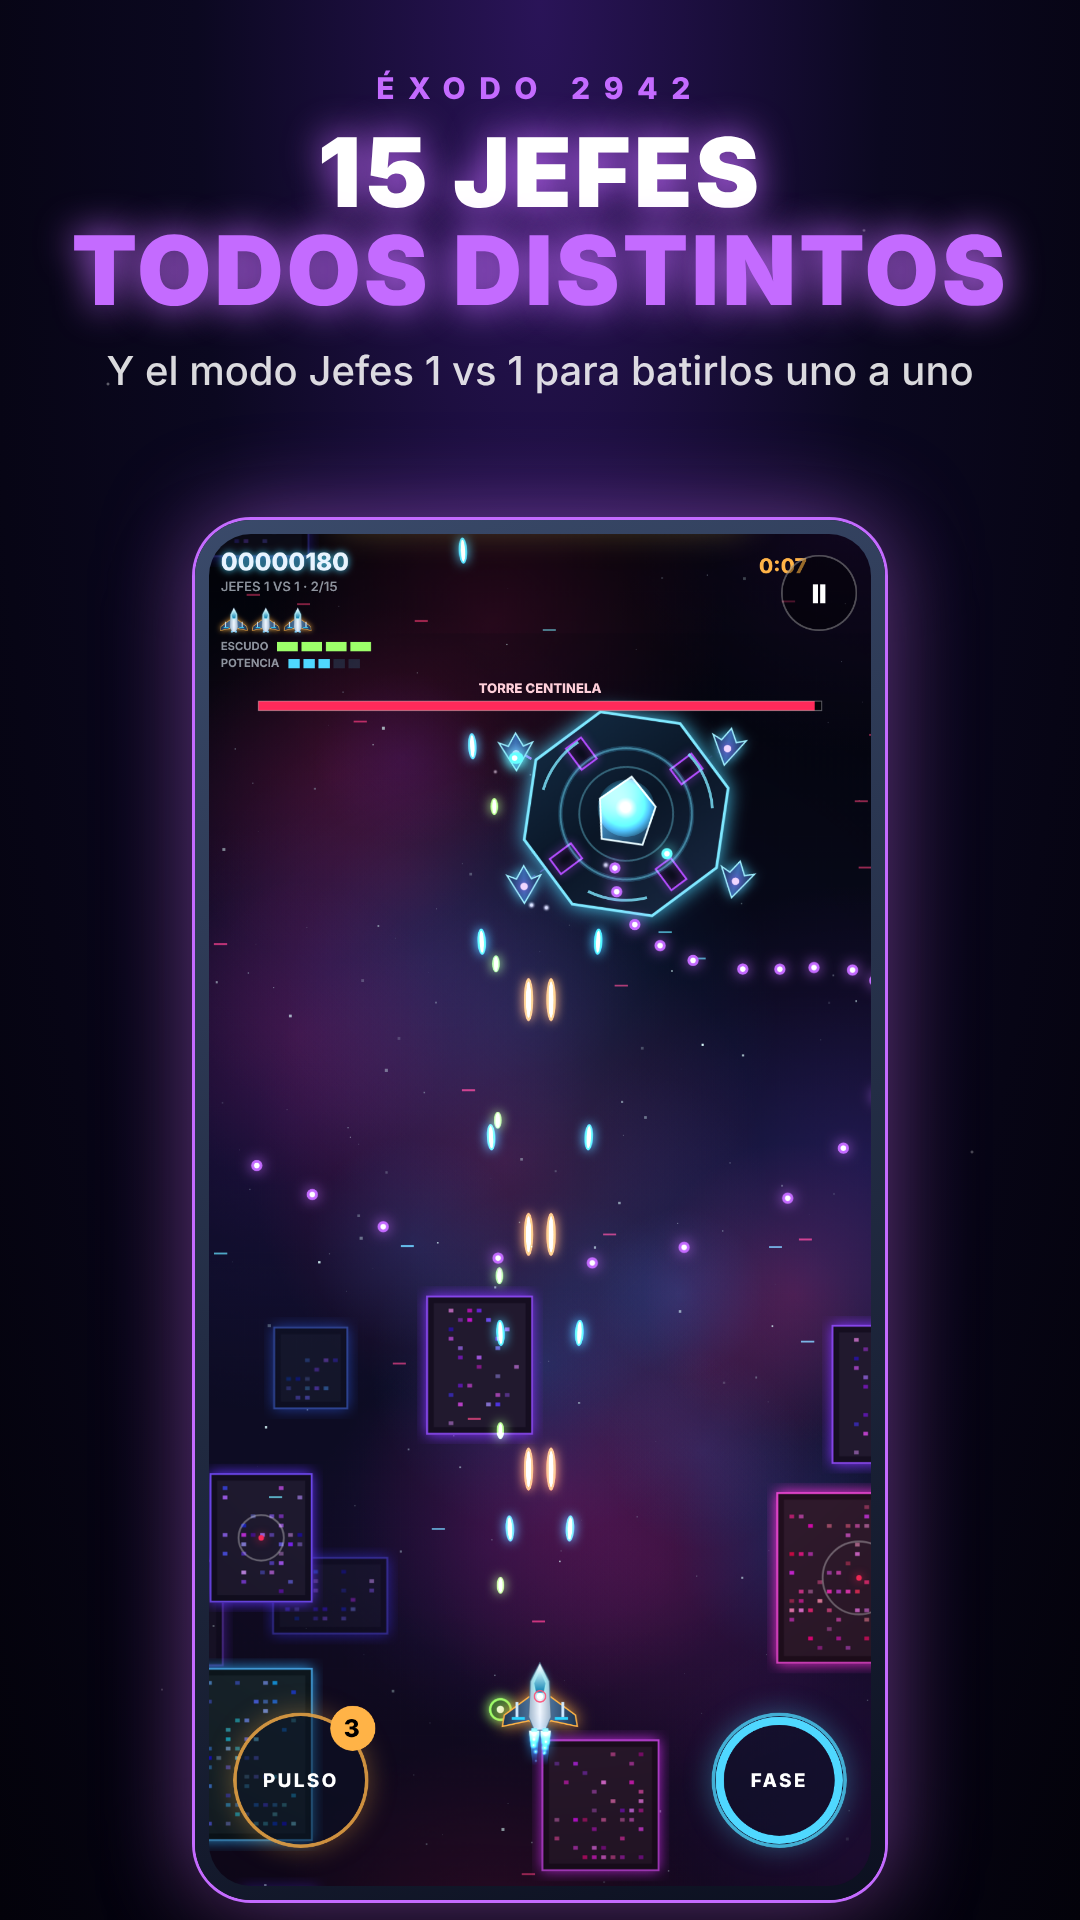 ÉXODO 2942
15 JEFES
TODOS DISTINTOS
Y el modo Jefes 1 vs 1 para batirlos uno a uno
00000180
0:07
JEFES 1 VS 1 · 2/15
ESCUDO
POTENCIA
TORRE CENTINELA
3
PULSO
FASE